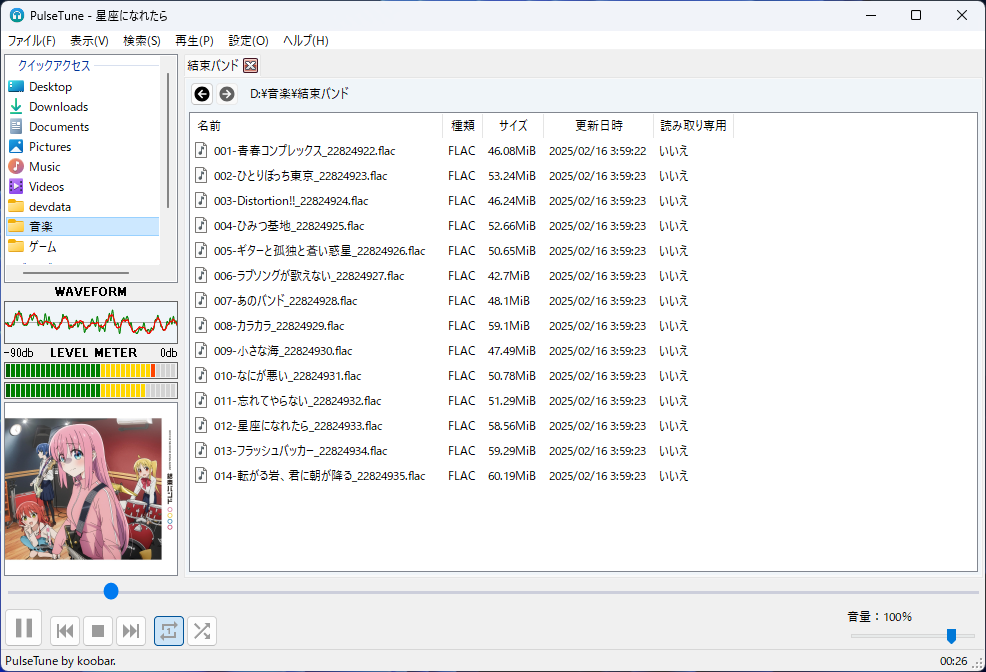 PulseTune - 星座になれたら
ファイル(F) 表示(V) 検索(S) 再生(P) 設定(O) ヘルプ(H)
クイックアクセス
Desktop
Downloads
Documents
Pictures
Music
Videos
devdata
音楽
ゲーム
WAVEFORM
-90db LEVEL METER 0db
結束バンド
結束バンド
D:¥音楽¥結束バンド
名前 種類 サイズ 更新日時 読み取り専用
001-青春コンプレックス_22824922.flac FLAC 46.08MiB 2025/02/16 3:59:22 いいえ
002-ひとりぼっち東京_22824923.flac FLAC 53.24MiB 2025/02/16 3:59:23 いいえ
003-Distortion!!_22824924.flac FLAC 46.24MiB 2025/02/16 3:59:23 いいえ
004-ひみつ基地_22824925.flac FLAC 52.66MiB 2025/02/16 3:59:23 いいえ
005-ギターと孤独と蒼い惑星_22824926.flac FLAC 50.65MiB 2025/02/16 3:59:23 いいえ
006-ラブソングが歌えない_22824927.flac FLAC 42.7MiB 2025/02/16 3:59:23 いいえ
007-あのバンド_22824928.flac FLAC 48.1MiB 2025/02/16 3:59:23 いいえ
008-カラカラ_22824929.flac FLAC 59.1MiB 2025/02/16 3:59:23 いいえ
009-小さな海_22824930.flac FLAC 47.49MiB 2025/02/16 3:59:23 いいえ
010-なにが悪い_22824931.flac FLAC 50.78MiB 2025/02/16 3:59:23 いいえ
011-忘れてやらない_22824932.flac FLAC 51.29MiB 2025/02/16 3:59:23 いいえ
012-星座になれたら_22824933.flac FLAC 58.56MiB 2025/02/16 3:59:23 いいえ
013-フラッシュバッカー_22824934.flac FLAC 59.29MiB 2025/02/16 3:59:23 いいえ
014-転がる岩、君に朝が降る_22824935.flac FLAC 60.19MiB 2025/02/16 3:59:23 いいえ
1
音量：100%
PulseTune by koobar. 00:26